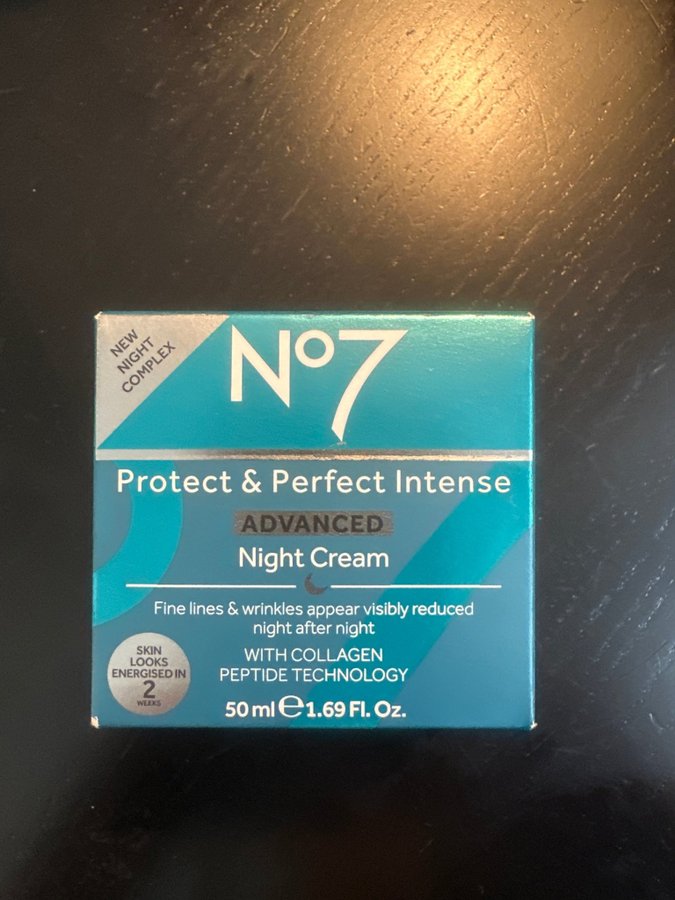 NEW
NIGHT
COMPLEX
Nº7
Protect & Perfect Intense
ADVANCED
Night Cream
Fine lines & wrinkles appear visibly reduced
night after night
WITH COLLAGEN
PEPTIDE TECHNOLOGY
SKIN
LOOKS
ENERGISED IN
2
WEEKS
50 ml ℮ 1.69 Fl. Oz.